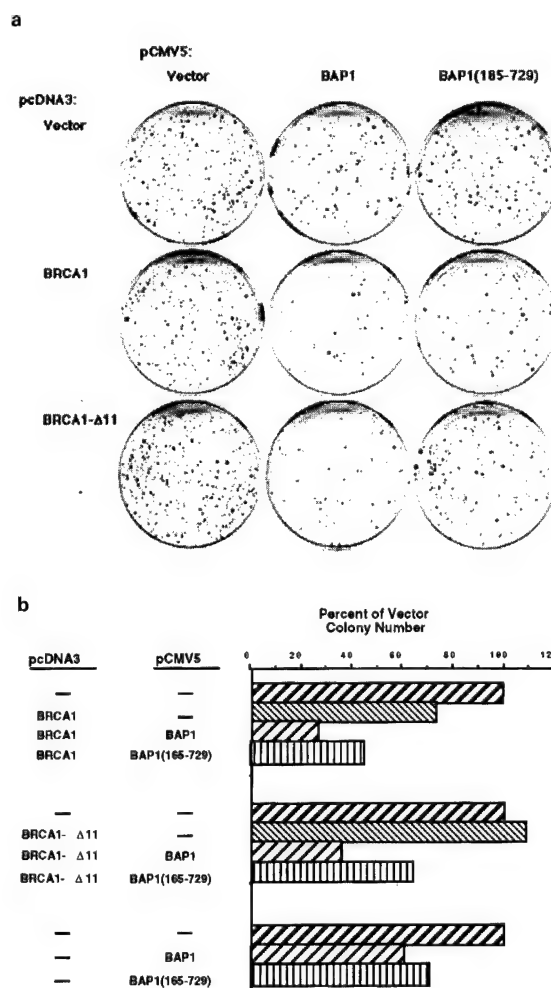 a
pCMV5:
Vector BAP1 BAP1(185-729)
pcDNA3:
Vector
BRCA1
BRCA1-Δ11
b
Percent of Vector
Colony Number
pcDNA3 pCMV5 0 20 40 60 80 100 120
— —
BRCA1 —
BRCA1 BAP1
BRCA1 BAP1(165-729)
— —
BRCA1- Δ11 —
BRCA1- Δ11 BAP1
BRCA1- Δ11 BAP1(165-729)
— —
— BAP1
— BAP1(165-729)